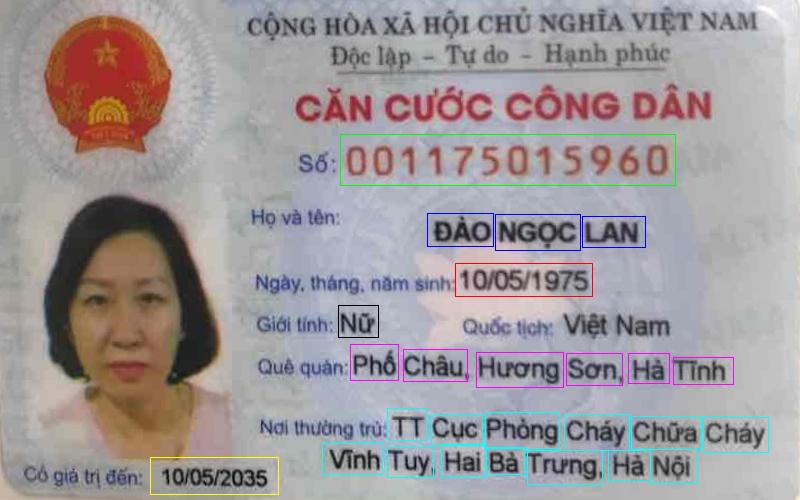 CỘNG HÒA XÃ HỘI CHỦ NGHĨA VIỆT NAM
Độc lập – Tự do – Hạnh phúc
CĂN CƯỚC CÔNG DÂN
Số: 001175015960
Họ và tên: ĐÀO NGỌC LAN
Ngày, tháng, năm sinh: 10/05/1975
Giới tính: Nữ Quốc tịch: Việt Nam
Quê quán: Phố Châu, Hương Sơn, Hà Tĩnh
Nơi thường trú: TT Cục Phòng Cháy Chữa Cháy
Vĩnh Tuy, Hai Bà Trưng, Hà Nội
Có giá trị đến: 10/05/2035